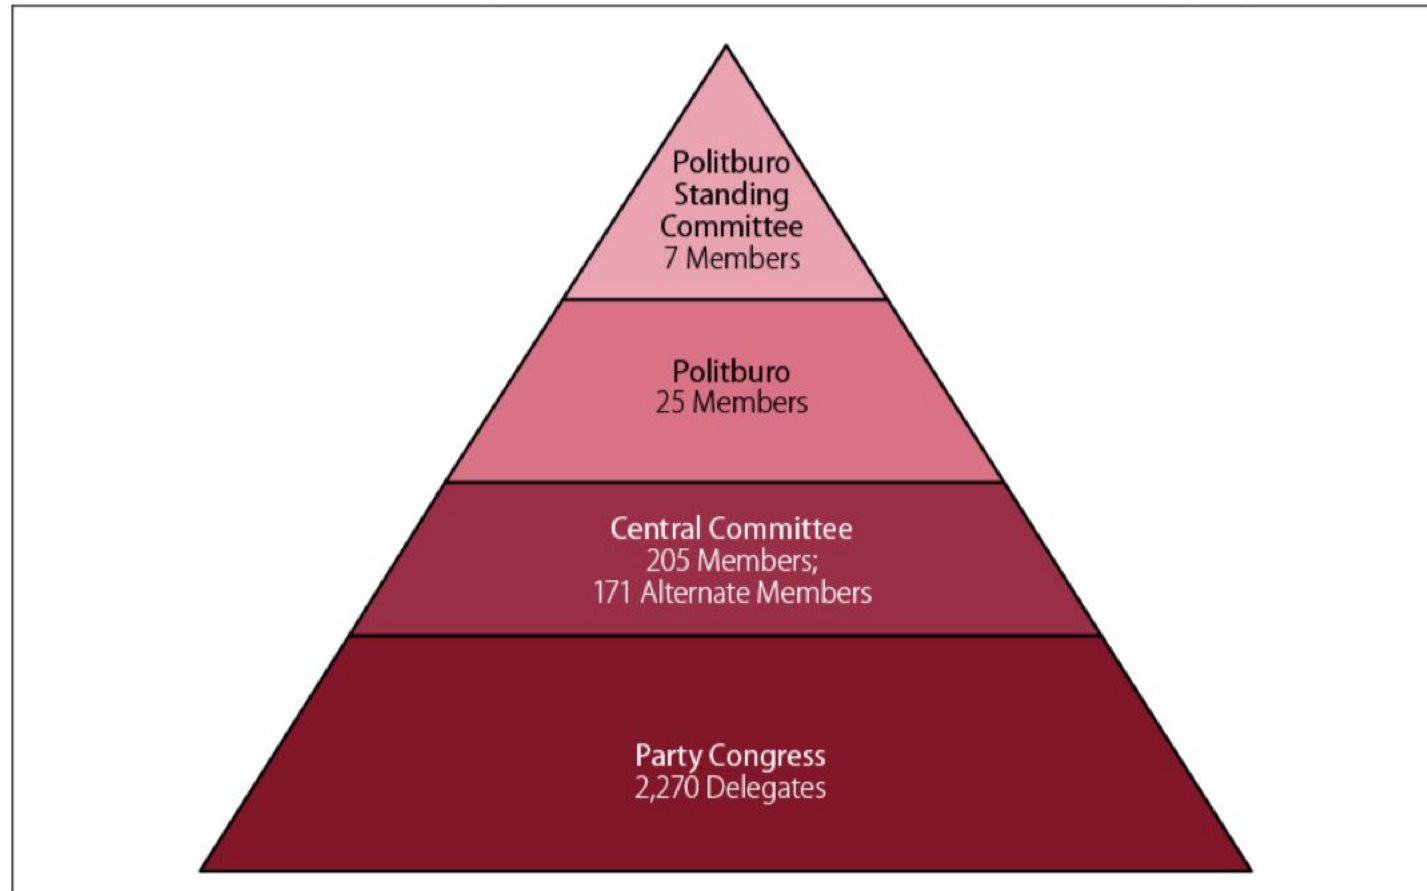 Politburo
Standing
Committee
7 Members
Politburo
25 Members
Central Committee
205 Members;
171 Alternate Members
Party Congress
2,270 Delegates